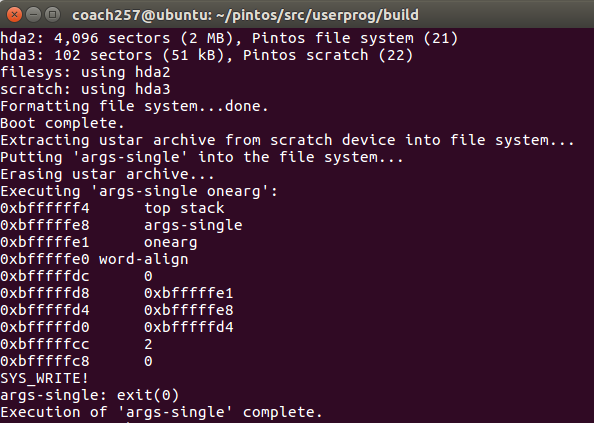 coach257@ubuntu: ~/pintos/src/userprog/build
hda2: 4,096 sectors (2 MB), Pintos file system (21)
hda3: 102 sectors (51 kB), Pintos scratch (22)
filesys: using hda2
scratch: using hda3
Formatting file system...done.
Boot complete.
Extracting ustar archive from scratch device into file system...
Putting 'args-single' into the file system...
Erasing ustar archive...
Executing 'args-single onearg':
0xbffffff4      top stack
0xbfffffe8      args-single
0xbfffffe1      onearg
0xbfffffe0 word-align
0xbfffffdc      0
0xbfffffd8      0xbfffffe1
0xbfffffd4      0xbfffffe8
0xbfffffd0      0xbfffffd4
0xbfffffcc      2
0xbfffffc8      0
SYS_WRITE!
args-single: exit(0)
Execution of 'args-single' complete.